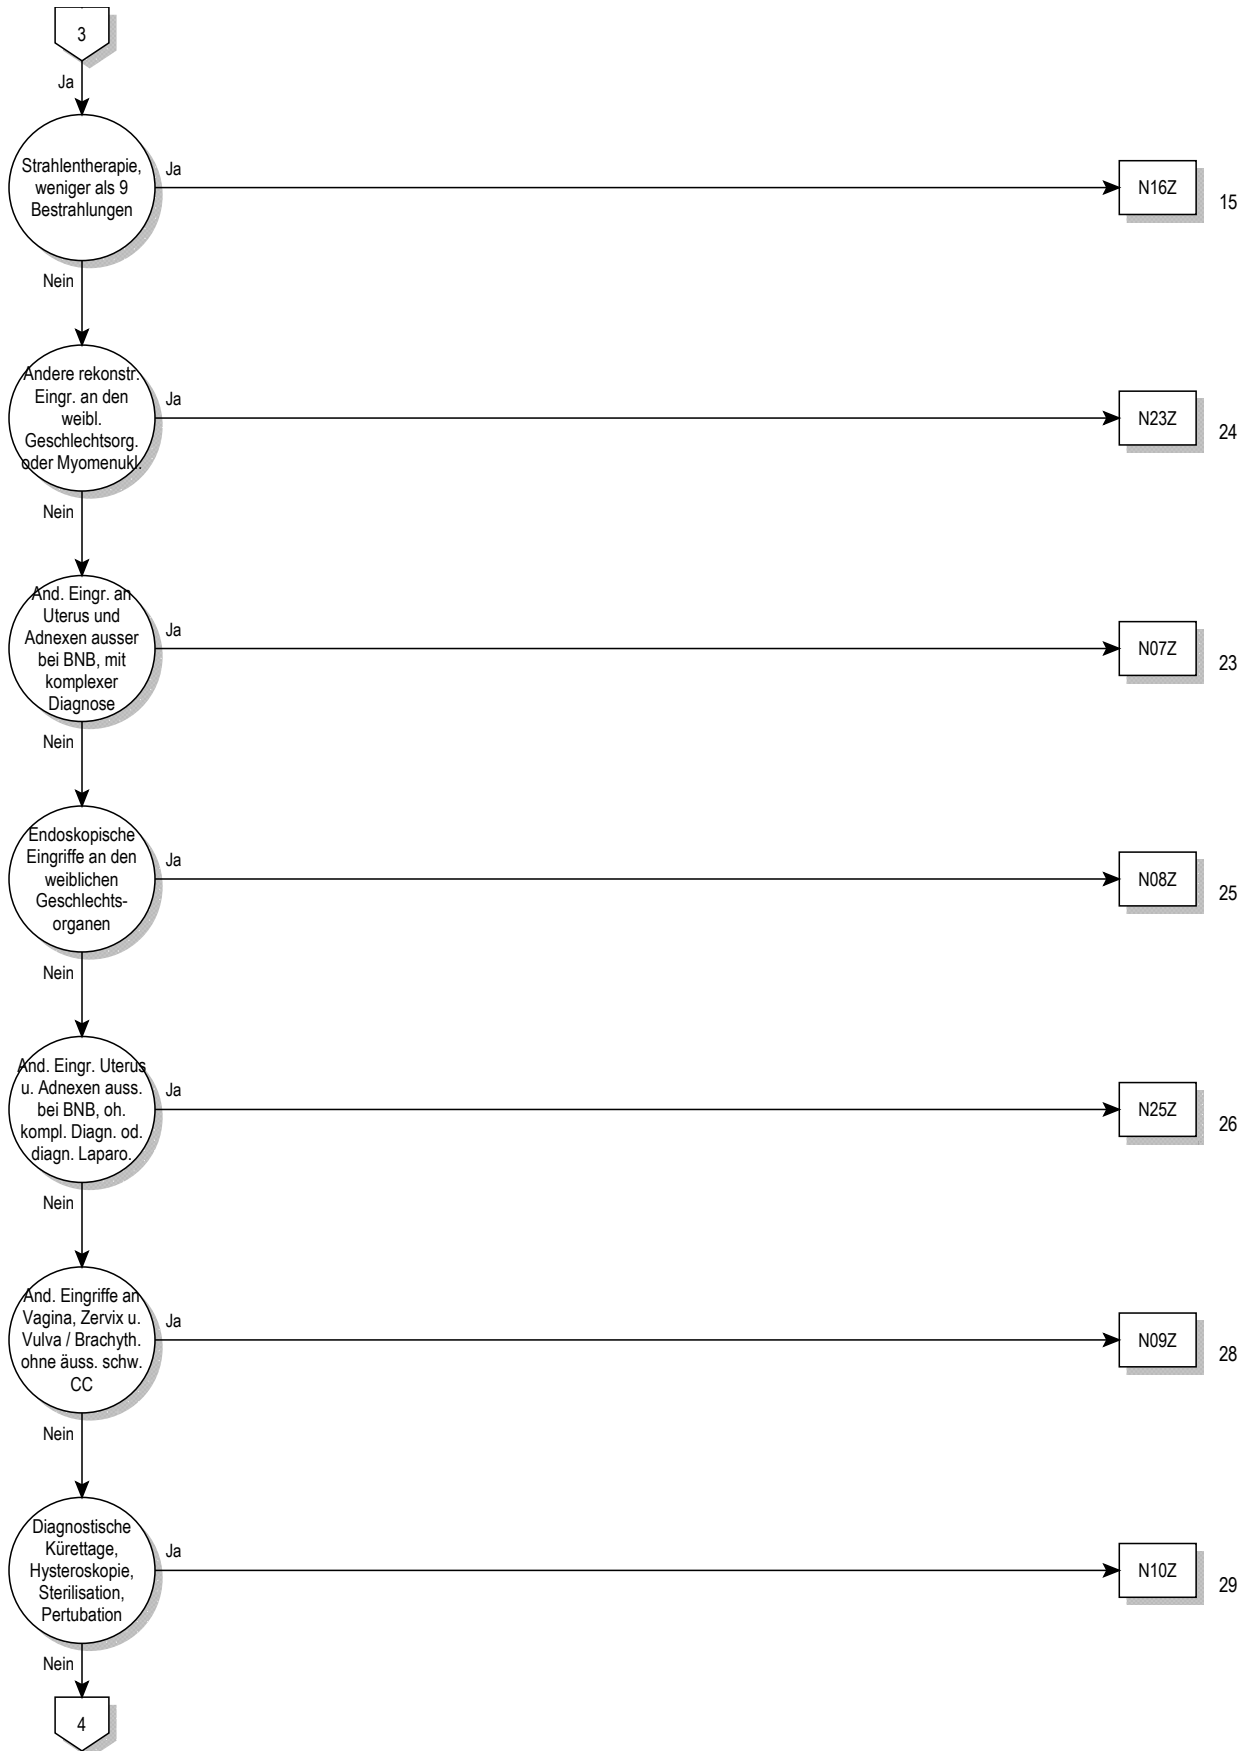 3
Ja
Strahlentherapie,
weniger als 9
Bestrahlungen
Ja
N16Z
15
Nein
Andere rekonstr.
Eingr. an den
weibl.
Geschlechtsorg.
oder Myomenukl.
Ja
N23Z
24
Nein
And. Eingr. an
Uterus und
Adnexen ausser
bei BNB, mit
komplexer
Diagnose
Ja
N07Z
23
Nein
Endoskopische
Eingriffe an den
weiblichen
Geschlechts-
organen
Ja
N08Z
25
Nein
And. Eingr. Uterus
u. Adnexen auss.
bei BNB, oh.
kompl. Diagn. od.
diagn. Laparo.
Ja
N25Z
26
Nein
And. Eingriffe an
Vagina, Zervix u.
Vulva / Brachyth.
ohne äuss. schw.
CC
Ja
N09Z
28
Nein
Diagnostische
Kürettage,
Hysteroskopie,
Sterilisation,
Pertubation
Ja
N10Z
29
Nein
4